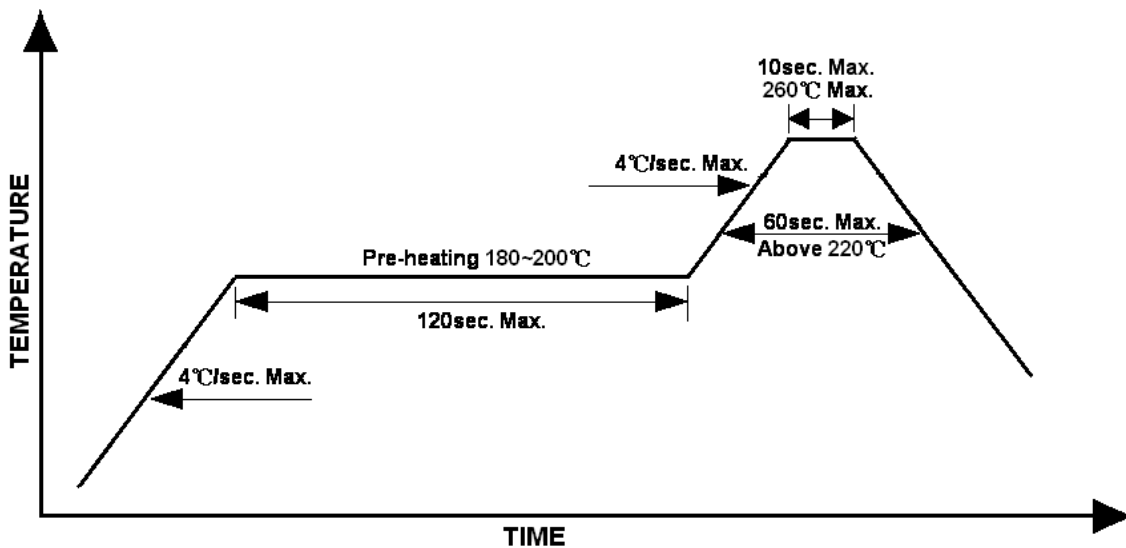 10sec. Max.
260℃ Max.
4℃/sec. Max.
60sec. Max.
Above 220℃
Pre-heating 180~200℃
120sec. Max.
4℃/sec. Max.
TEMPERATURE
TIME